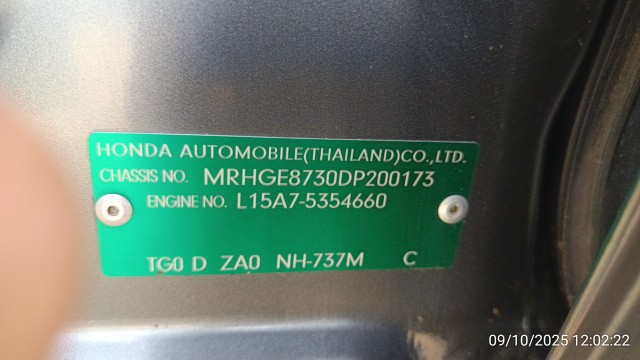 HONDA AUTOMOBILE(THAILAND)CO.,LTD.
CHASSIS NO. MRHGE8730DP200173
ENGINE NO. L15A7-5354660
TG0 D ZA0 NH-737M C
09/10/2025 12:02:22